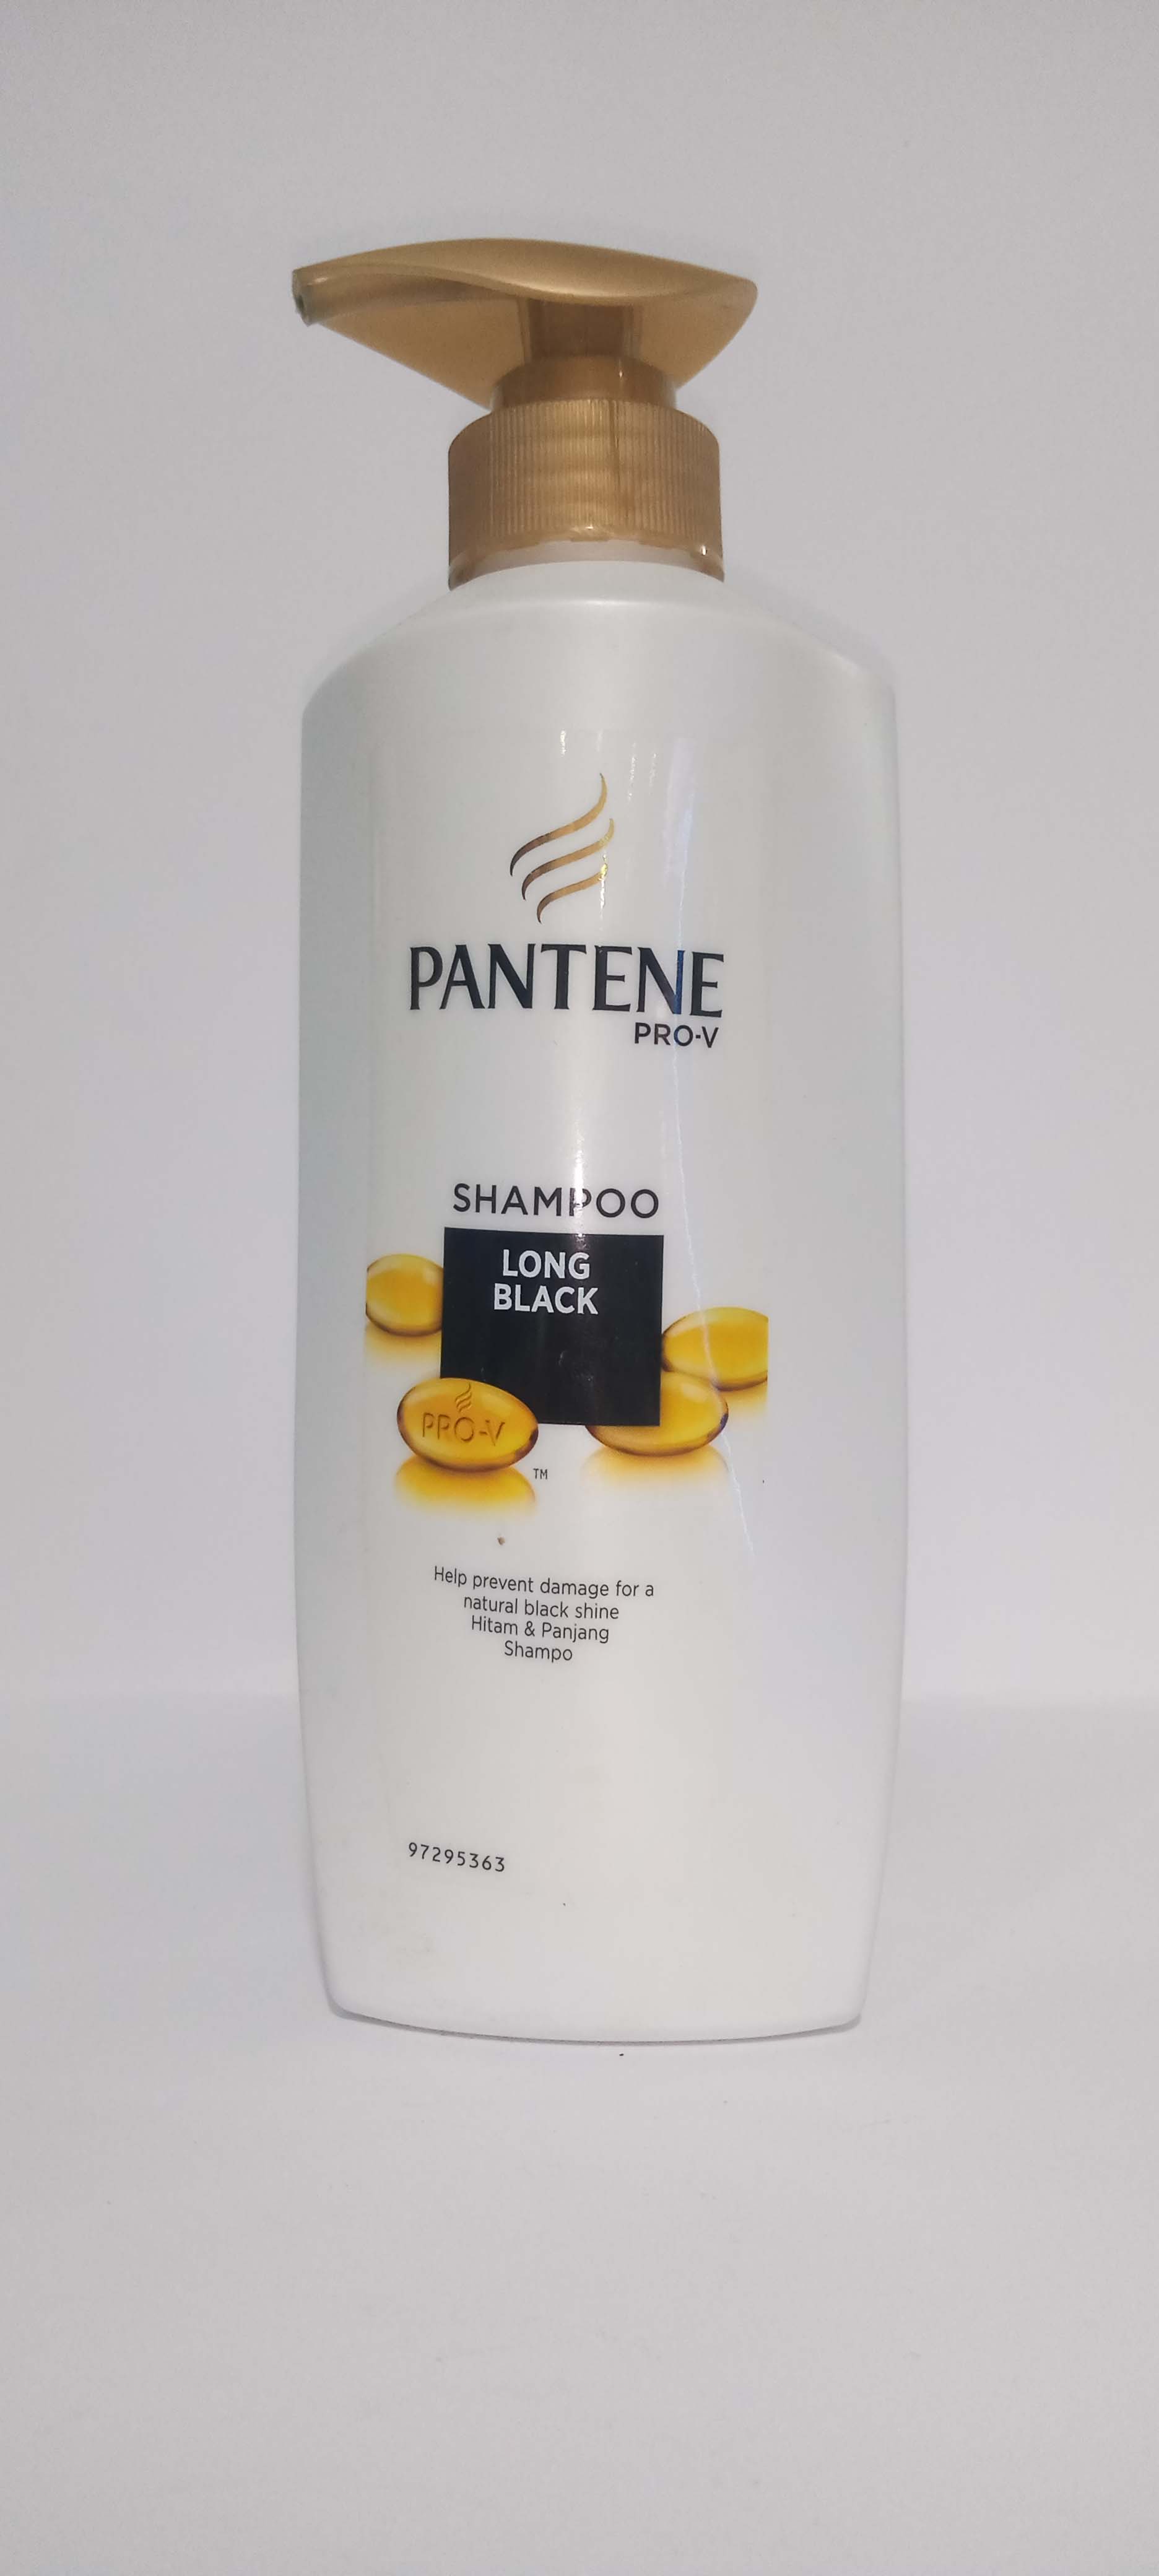 PANTENE
PRO-V
SHAMPOO
LONG
BLACK
PRO-V
TM
Help prevent damage for a
natural black shine
Hitam & Panjang
Shampo
97295363